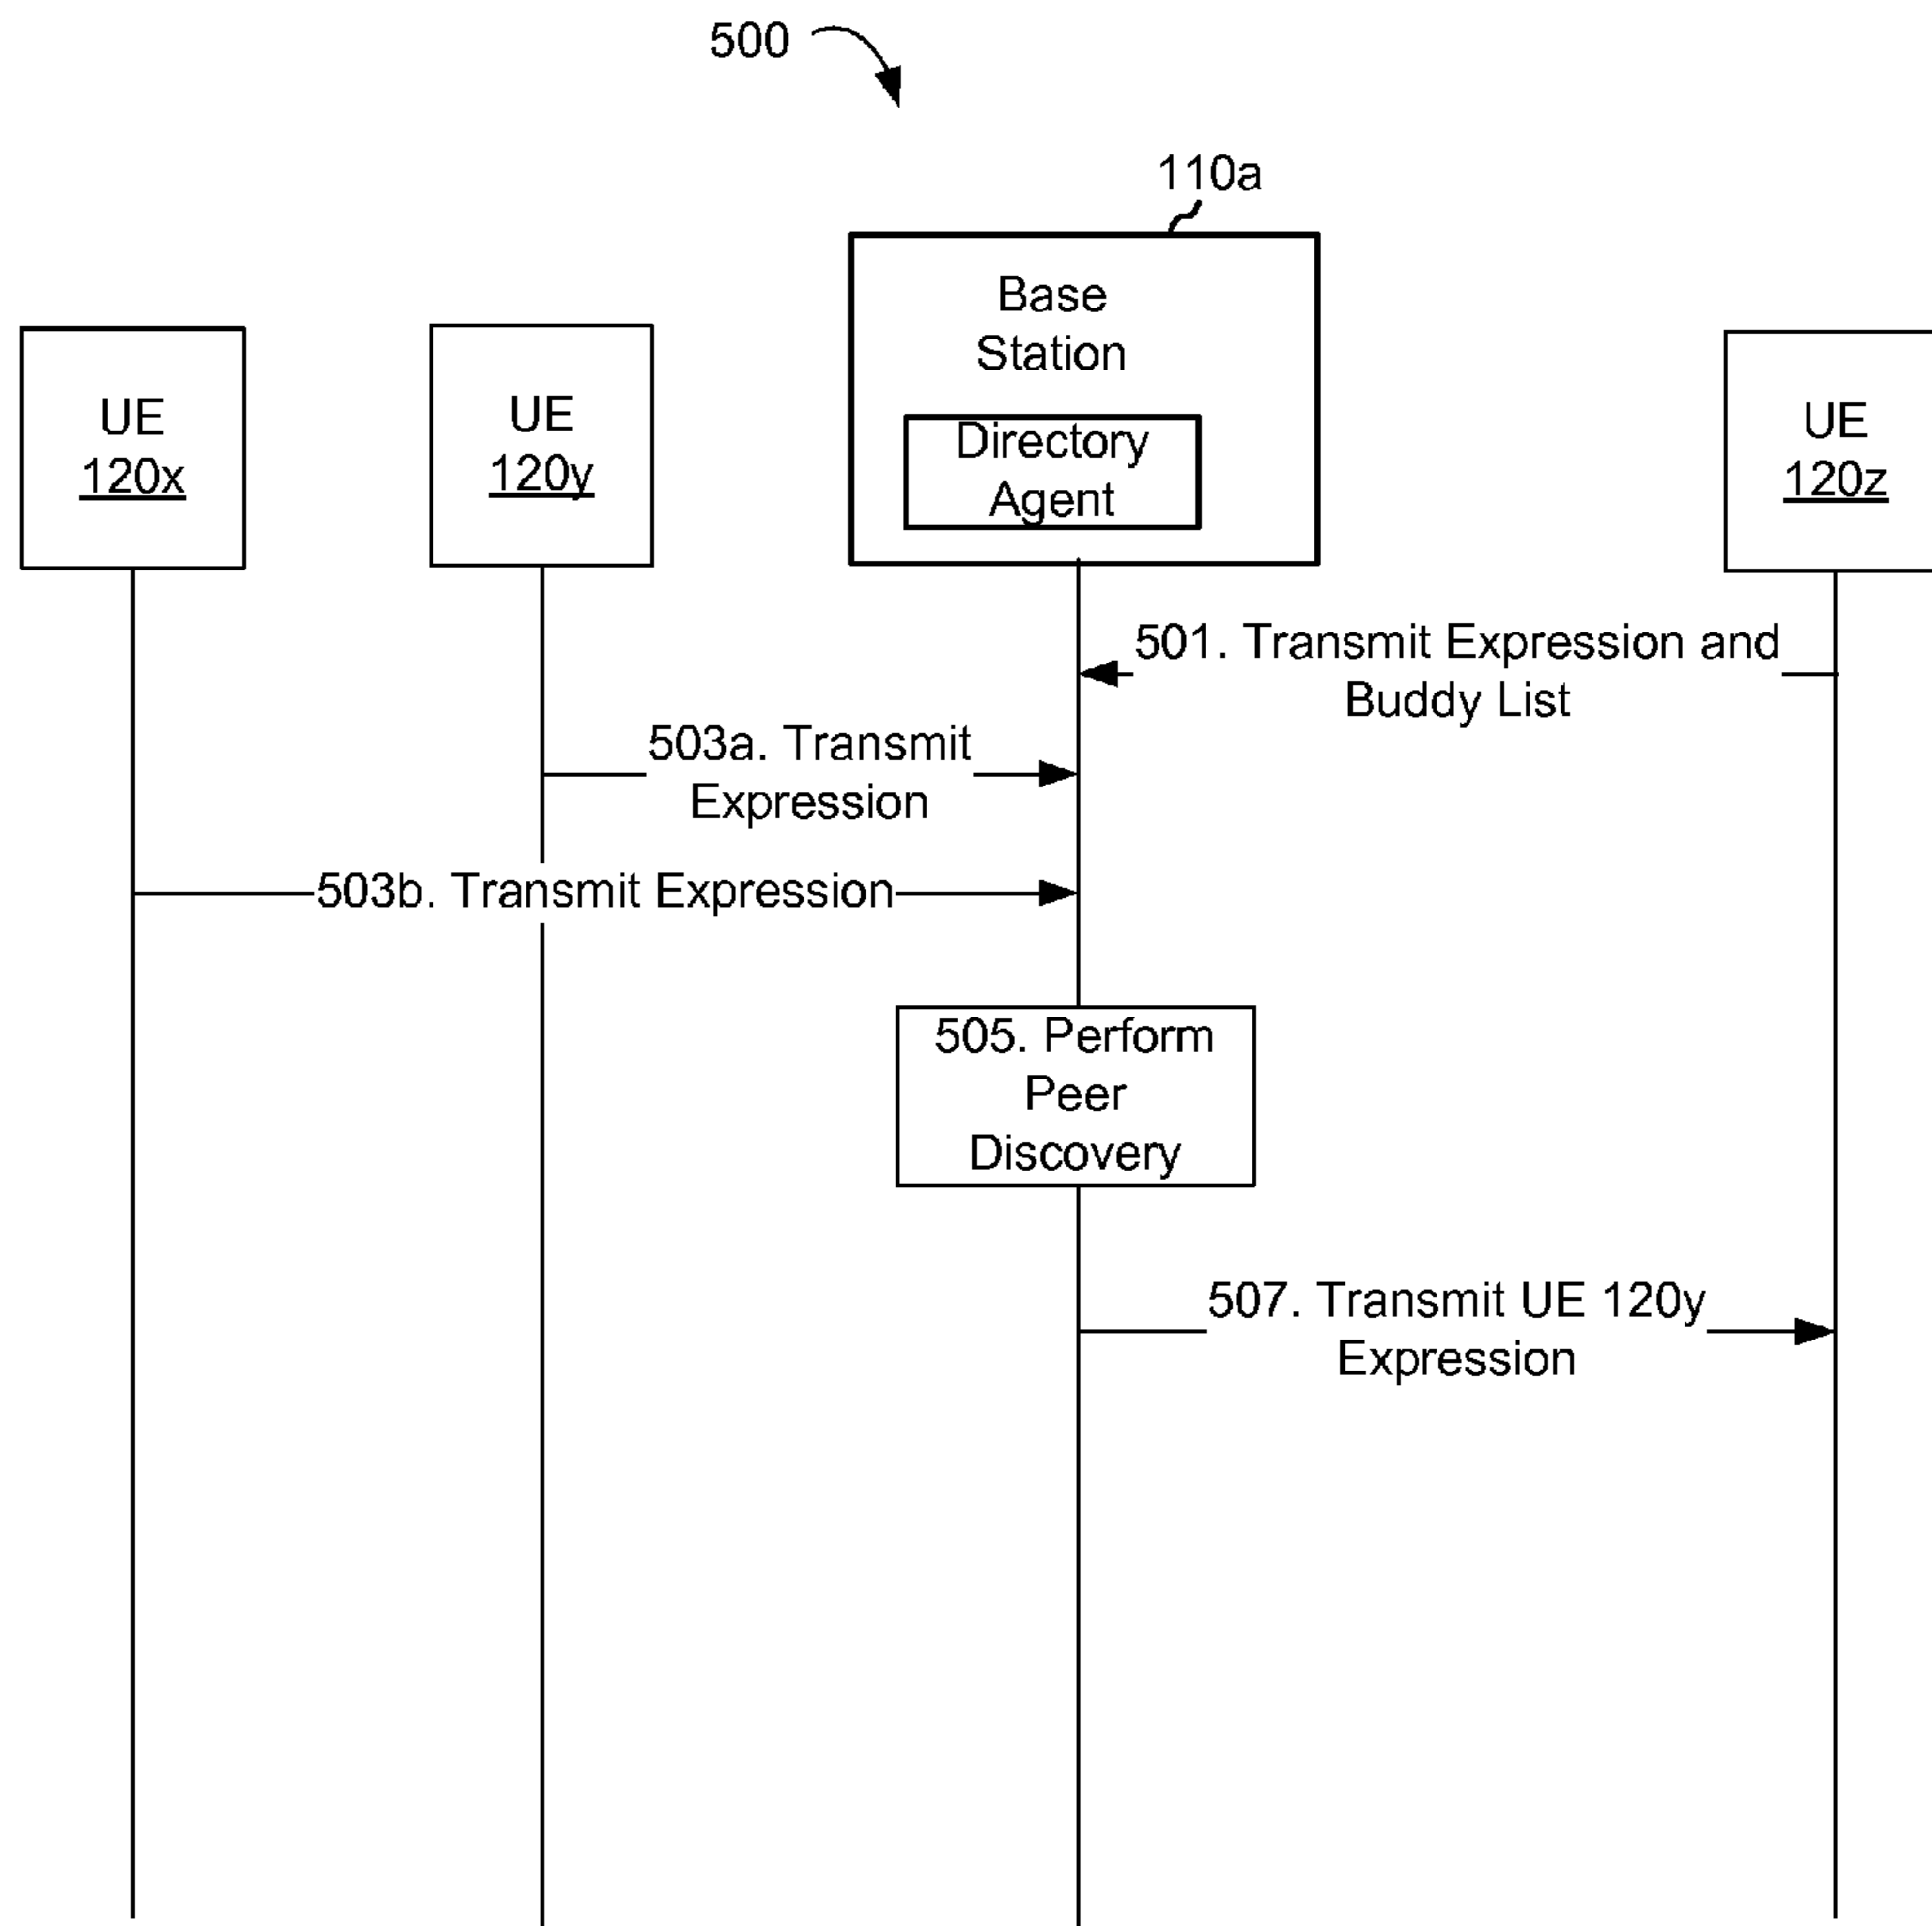 500
110a
Base
Station
Directory
Agent
UE
120x
UE
120y
UE
120z
501. Transmit Expression and
Buddy List
503a. Transmit
Expression
503b. Transmit Expression
505. Perform
Peer
Discovery
507. Transmit UE 120y
Expression